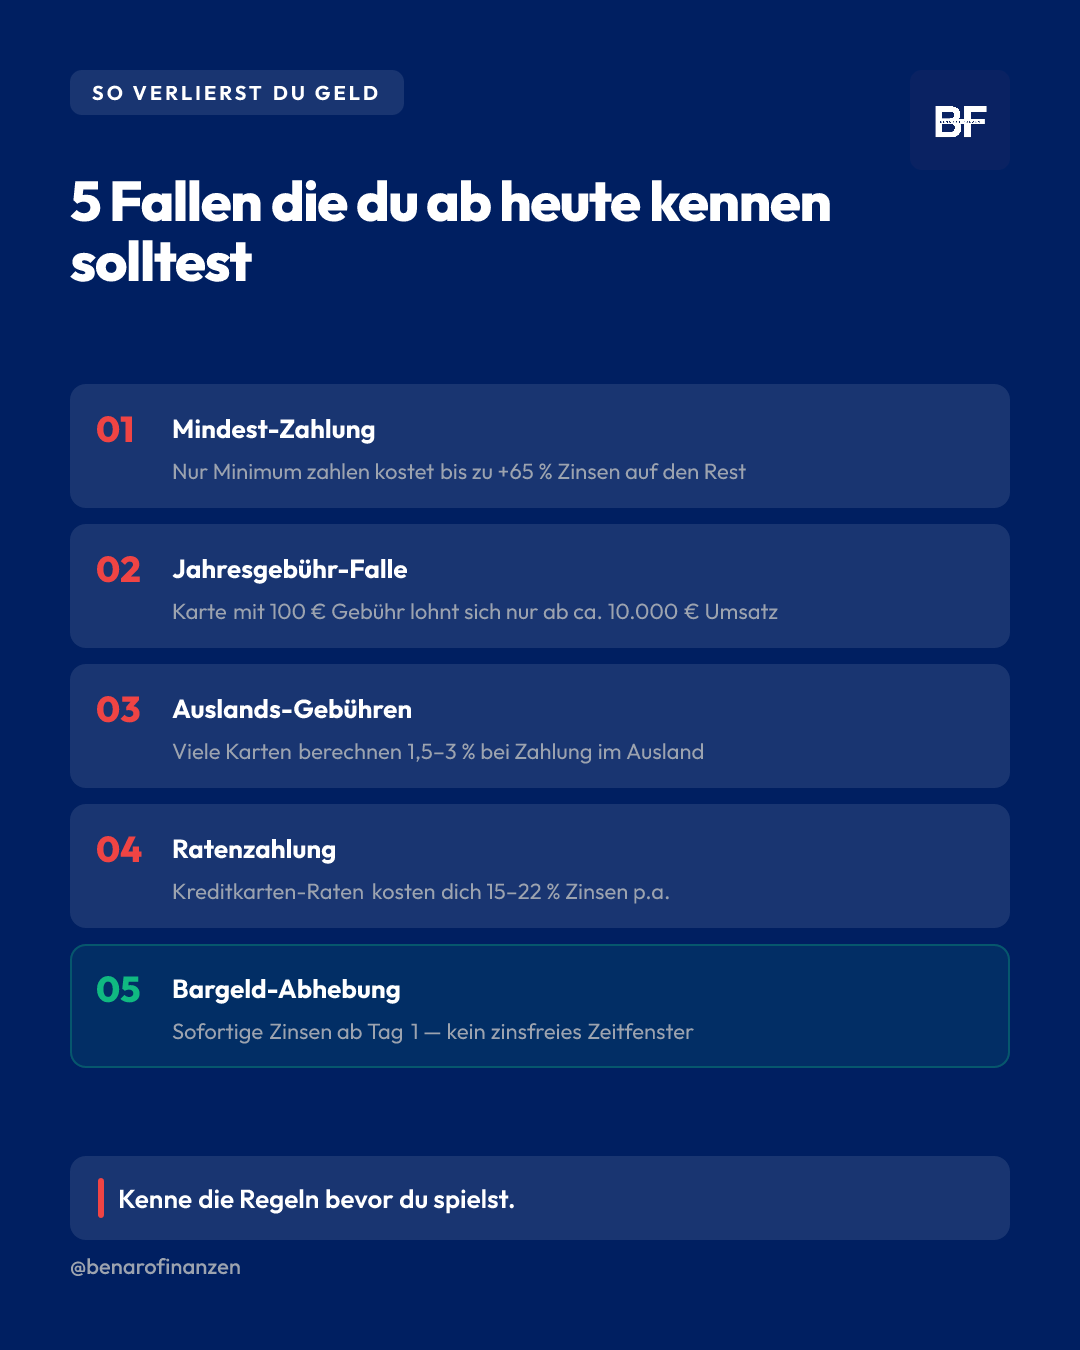 SO VERLIERST DU GELD
BF
5 Fallen die du ab heute kennen
solltest
01 Mindest-Zahlung
Nur Minimum zahlen kostet bis zu +65 % Zinsen auf den Rest
02 Jahresgebühr-Falle
Karte mit 100 € Gebühr lohnt sich nur ab ca. 10.000 € Umsatz
03 Auslands-Gebühren
Viele Karten berechnen 1,5–3 % bei Zahlung im Ausland
04 Ratenzahlung
Kreditkarten-Raten kosten dich 15–22 % Zinsen p.a.
05 Bargeld-Abhebung
Sofortige Zinsen ab Tag 1 — kein zinsfreies Zeitfenster
Kenne die Regeln bevor du spielst.
@benarofinanzen